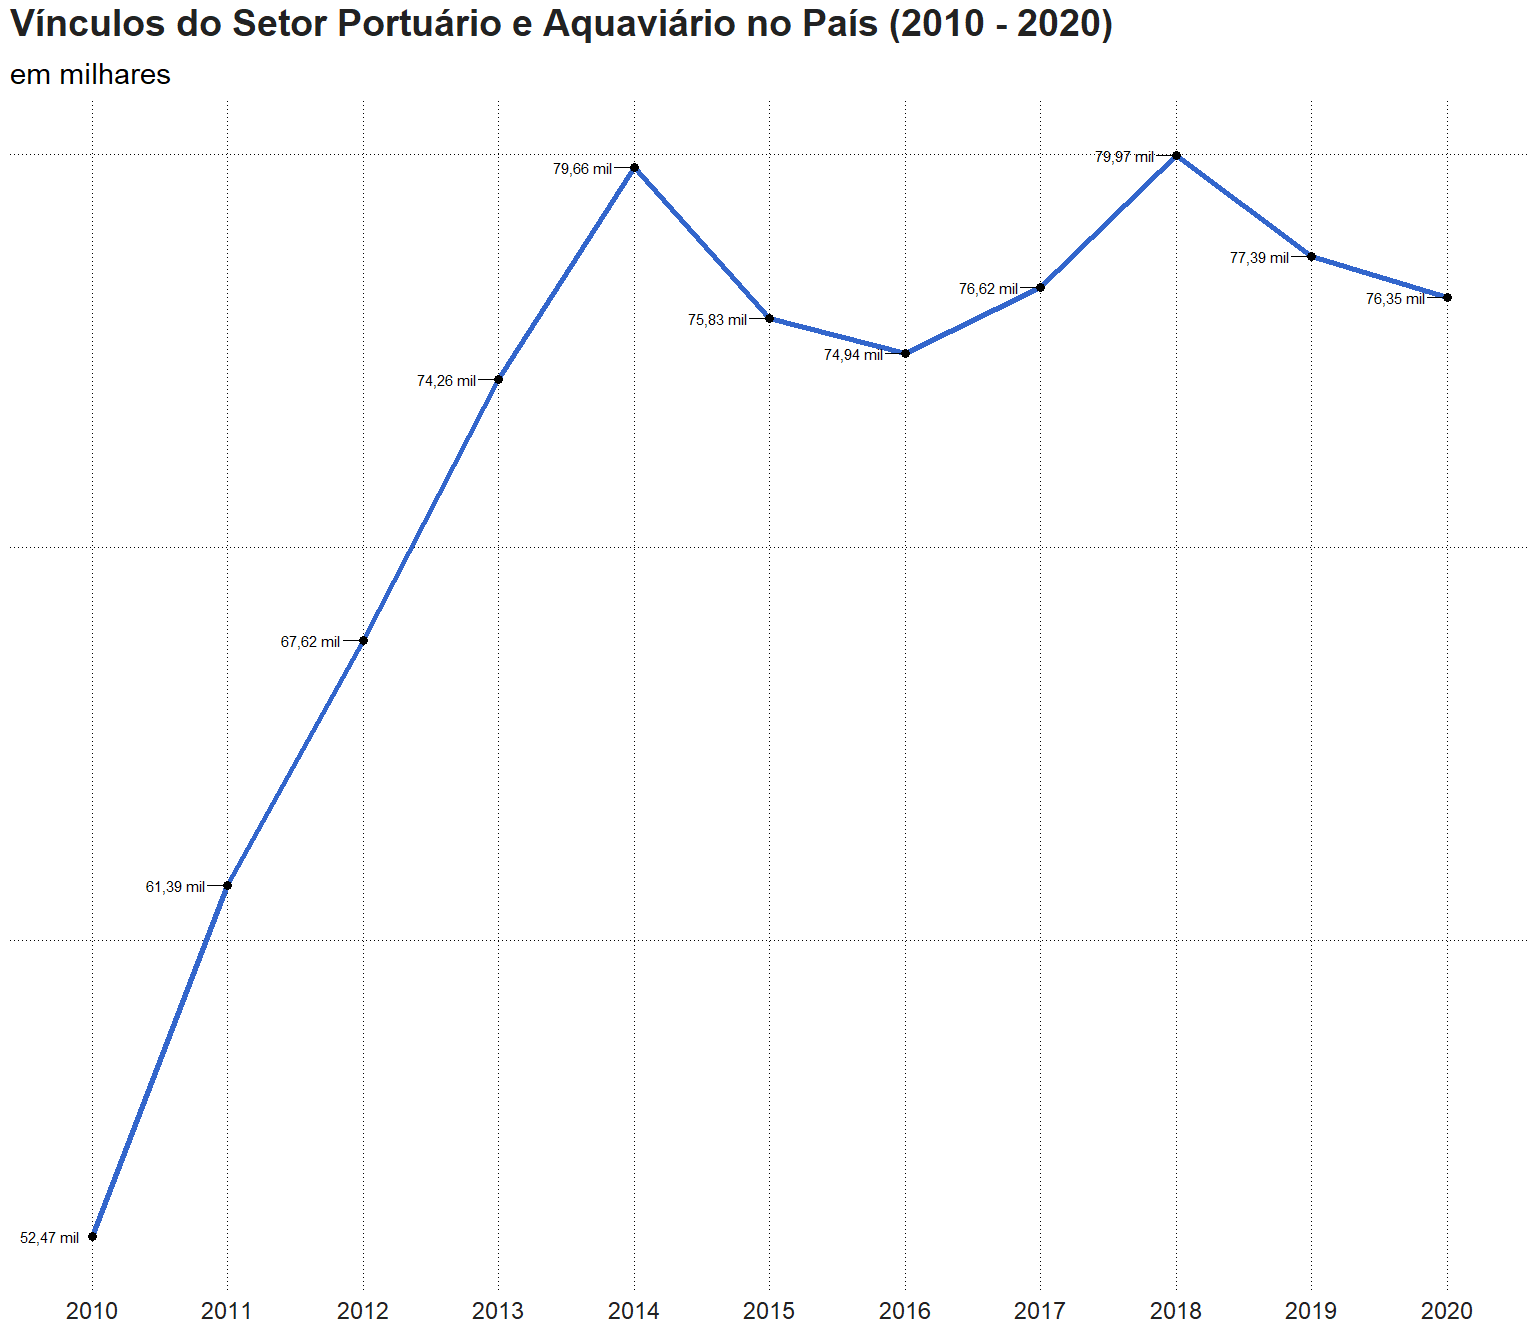 Vínculos do Setor Portuário e Aquaviário no País (2010 - 2020)
em milhares
79,97 mil
79,66 mil
77,39 mil
76,62 mil
76,35 mil
75,83 mil
74,94 mil
74,26 mil
67,62 mil
61,39 mil
52,47 mil
2010 2011 2012 2013 2014 2015 2016 2017 2018 2019 2020